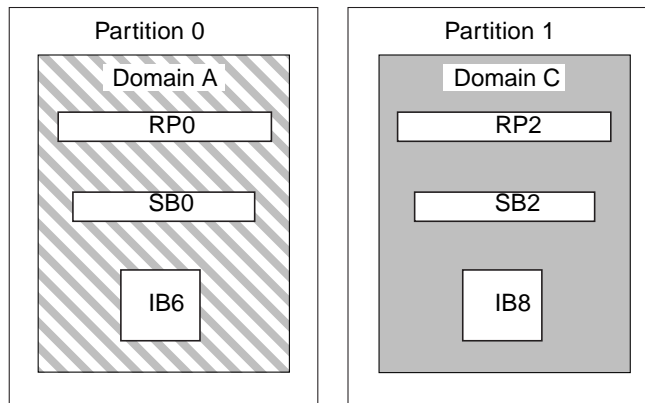 Partition 0
Domain A
RP0
SB0
IB6
Partition 1
Domain C
RP2
SB2
IB8